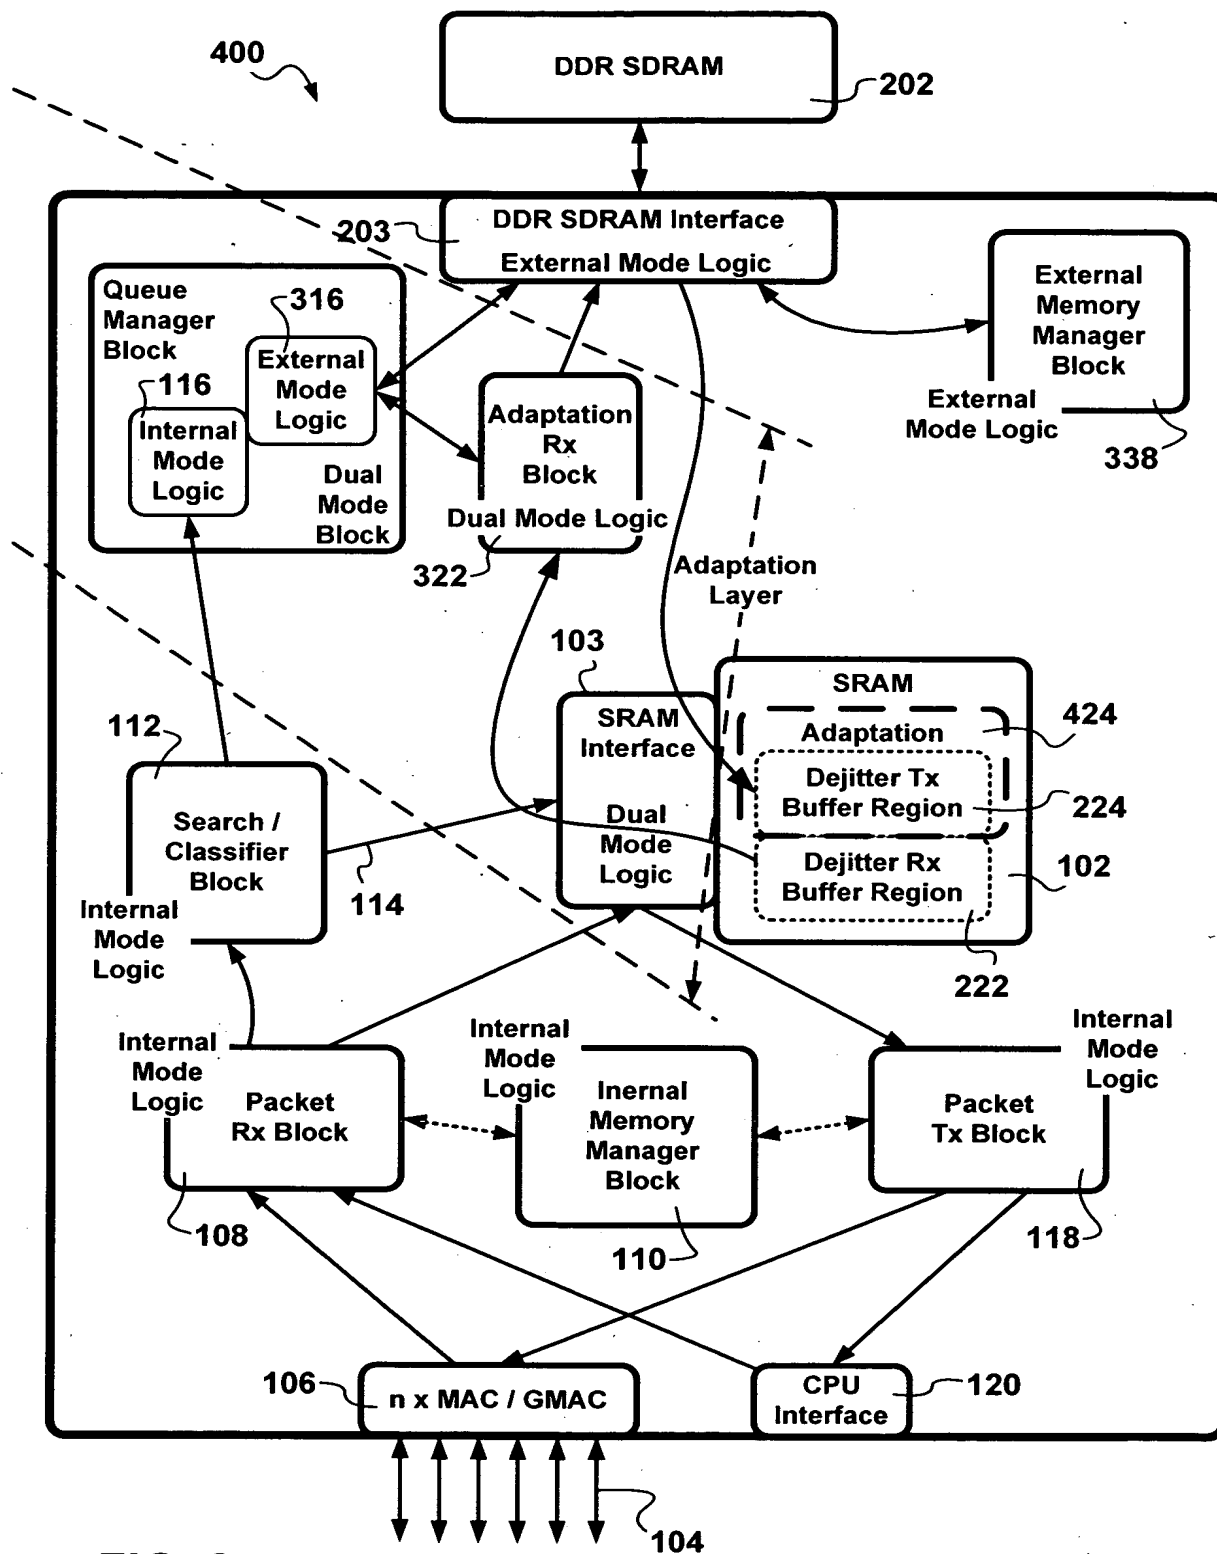 400
DDR SDRAM
202
DDR SDRAM Interface
203
External Mode Logic
Queue
Manager
Block
316
External
Mode
Logic
116
Internal
Mode
Logic
Dual
Mode
Block
Adaptation
Rx
Block
Dual Mode Logic
322
External
Memory
Manager
Block
External
Mode Logic
338
Adaptation
Layer
103
SRAM
Interface
Dual
Mode
Logic
SRAM
Adaptation
424
Dejitter Tx
Buffer Region
224
Dejitter Rx
Buffer Region
102
222
112
Search /
Classifier
Block
114
Internal
Mode
Logic
Internal
Mode
Logic
Packet
Rx Block
108
Internal
Mode
Logic
Inernal
Memory
Manager
Block
110
Internal
Mode
Logic
Packet
Tx Block
118
106
n x MAC / GMAC
CPU
Interface
120
104